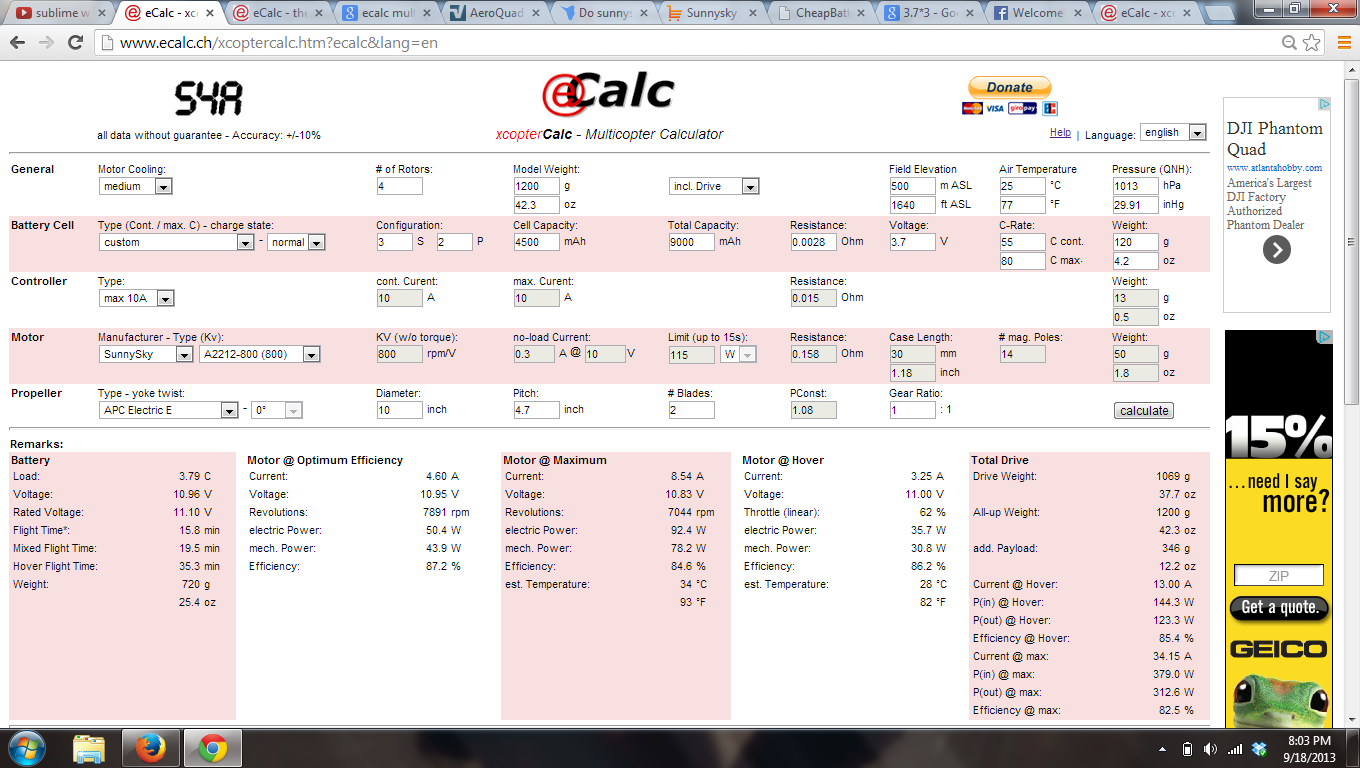 sublime w
eCalc - xc
eCalc - the
ecalc mult
AeroQuad
Do sunnys
Sunnysky
CheapBatt
3.7*3 - Goo
Welcome
eCalc - xc
www.ecalc.ch/xcoptercalc.htm?ecalc&lang=en
S4A
eCalc
Donate
VISA giropay
all data without guarantee - Accuracy: +/-10%
xcopterCalc - Multicopter Calculator
Help | Language: english
General
Motor Cooling: # of Rotors: Model Weight: Field Elevation Air Temperature Pressure (QNH):
medium 4 1200 g incl. Drive 500 m ASL 25 °C 1013 hPa
42.3 oz 1640 ft ASL 77 °F 29.91 inHg
Battery Cell Type (Cont. / max. C) - charge state: Configuration: Cell Capacity: Total Capacity: Resistance: Voltage: C-Rate: Weight:
custom - normal 3 S 2 P 4500 mAh 9000 mAh 0.0028 Ohm 3.7 V 55 C cont. 120 g
80 C max. 4.2 oz
Controller Type: cont. Curent: max. Curent: Resistance: Weight:
max 10A 10 A 10 A 0.015 Ohm 13 g
0.5 oz
Motor Manufacturer - Type (Kv): KV (w/o torque): no-load Current: Limit (up to 15s): Resistance: Case Length: # mag. Poles: Weight:
SunnySky A2212-800 (800) 800 rpm/V 0.3 A @ 10 V 115 W 0.158 Ohm 30 mm 14 50 g
1.18 inch 1.8 oz
Propeller Type - yoke twist: Diameter: Pitch: # Blades: PConst: Gear Ratio:
APC Electric E - 0° 10 inch 4.7 inch 2 1.08 1 : 1 calculate
Remarks:
Battery
Load: 3.79 C
Voltage: 10.96 V
Rated Voltage: 11.10 V
Flight Time*: 15.8 min
Mixed Flight Time: 19.5 min
Hover Flight Time: 35.3 min
Weight: 720 g
25.4 oz
Motor @ Optimum Efficiency
Current: 4.60 A
Voltage: 10.95 V
Revolutions: 7891 rpm
electric Power: 50.4 W
mech. Power: 43.9 W
Efficiency: 87.2 %
Motor @ Maximum
Current: 8.54 A
Voltage: 10.83 V
Revolutions: 7044 rpm
electric Power: 92.4 W
mech. Power: 78.2 W
Efficiency: 84.6 %
est. Temperature: 34 °C
93 °F
Motor @ Hover
Current: 3.25 A
Voltage: 11.00 V
Throttle (linear): 62 %
electric Power: 35.7 W
mech. Power: 30.8 W
Efficiency: 86.2 %
est. Temperature: 28 °C
82 °F
Total Drive
Drive Weight: 1069 g
37.7 oz
All-up Weight: 1200 g
42.3 oz
add. Payload: 346 g
12.2 oz
Current @ Hover: 13.00 A
P(in) @ Hover: 144.3 W
P(out) @ Hover: 123.3 W
Efficiency @ Hover: 85.4 %
Current @ max: 34.15 A
P(in) @ max: 379.0 W
P(out) @ max: 312.6 W
Efficiency @ max: 82.5 %
DJI Phantom
Quad
www.atlantahobby.com
America's Largest
DJI Factory
Authorized
Phantom Dealer
15%
...need I say
more?
ZIP
Get a quote.
GEICO
8:03 PM
9/18/2013